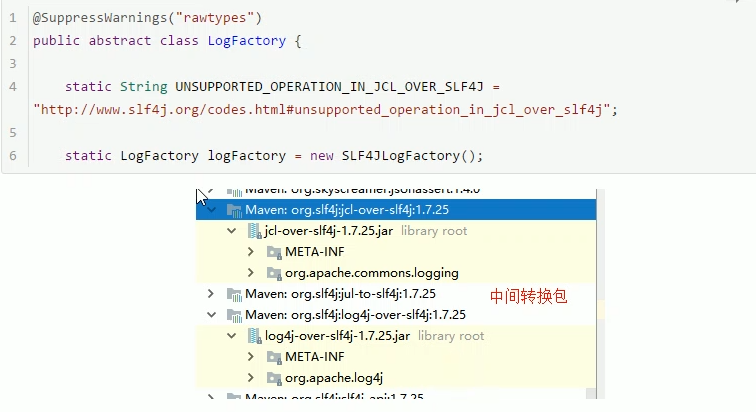 1 @SuppressWarnings("rawtypes")
2 public abstract class LogFactory {
3
4 static String UNSUPPORTED_OPERATION_IN_JCL_OVER_SLF4J =
"http://www.slf4j.org/codes.html#unsupported_operation_in_jcl_over_slf4j";
5
6 static LogFactory logFactory = new SLF4JLogFactory();
Maven: org.skyscreamer:jsonassert:1.4.0
Maven: org.slf4j:jcl-over-slf4j:1.7.25
jcl-over-slf4j-1.7.25.jar library root
META-INF
org.apache.commons.logging
Maven: org.slf4j:jul-to-slf4j:1.7.25 中间转换包
Maven: org.slf4j:log4j-over-slf4j:1.7.25
log4j-over-slf4j-1.7.25.jar library root
META-INF
org.apache.log4j
Maven: org.slf4j:slf4j-api:1.7.25